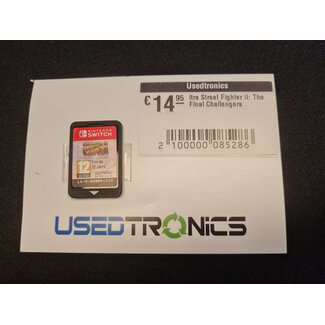 Usedtronics
€14.95
ltra Street Fighter II: The
Final Challengers
2 100000 085286
NINTENDO
SWITCH
12
USEDTRONICS